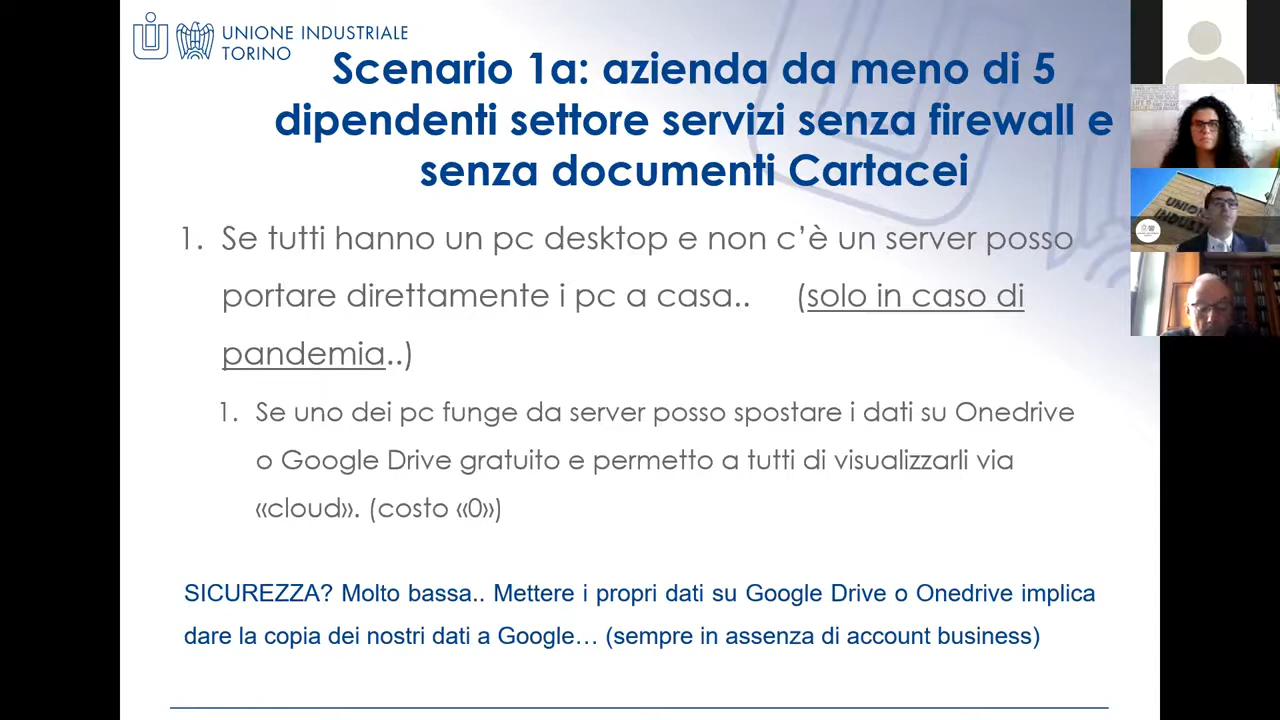 UNIONE INDUSTRIALE
TORINO
Scenario 1a: azienda da meno di 5
dipendenti settore servizi senza firewall e
senza documenti Cartacei
1. Se tutti hanno un pc desktop e non c’è un server posso
portare direttamente i pc a casa.. (solo in caso di
pandemia..)
1. Se uno dei pc funge da server posso spostare i dati su Onedrive
o Google Drive gratuito e permetto a tutti di visualizzarli via
«cloud». (costo «0»)
SICUREZZA? Molto bassa.. Mettere i propri dati su Google Drive o Onedrive implica
dare la copia dei nostri dati a Google… (sempre in assenza di account business)